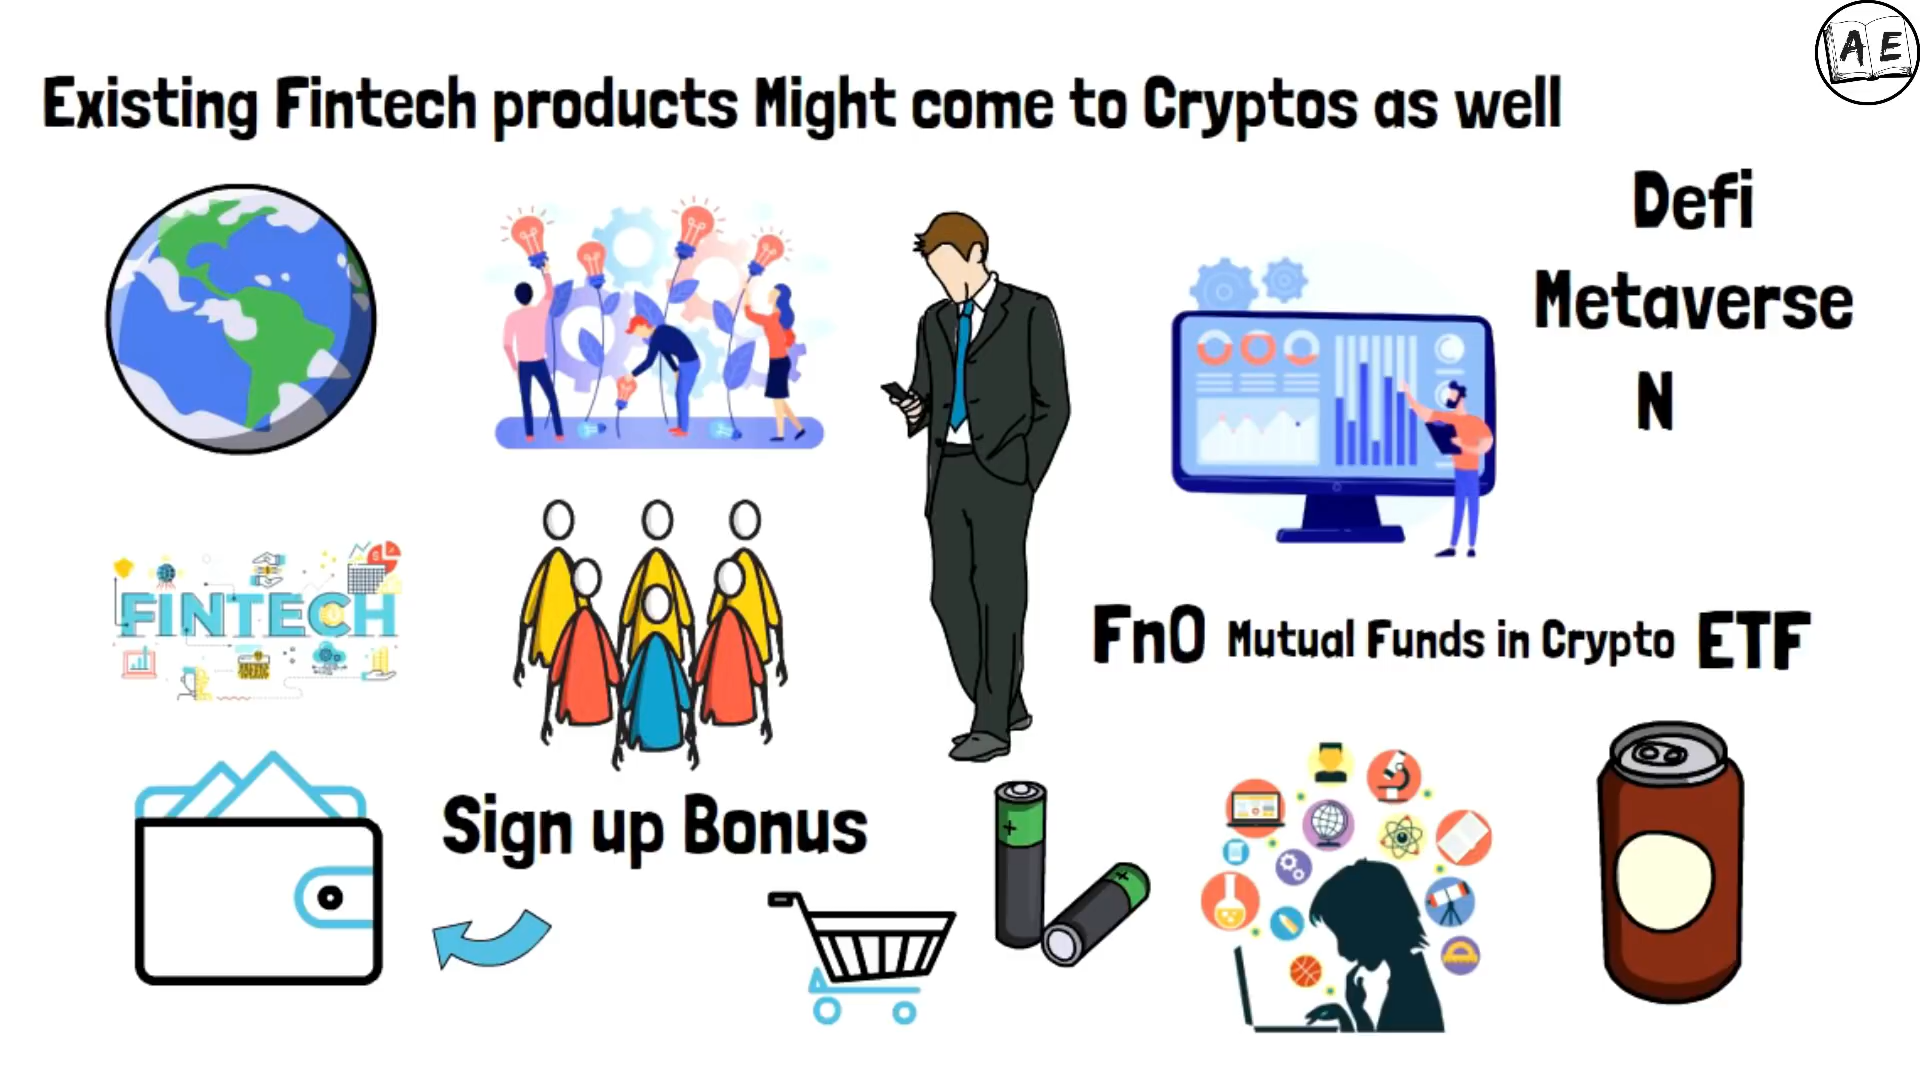 A E
Existing Fintech products Might come to Cryptos as well
Defi
Metaverse
N
FINTECH
FnO Mutual Funds in Crypto ETF
Sign up Bonus